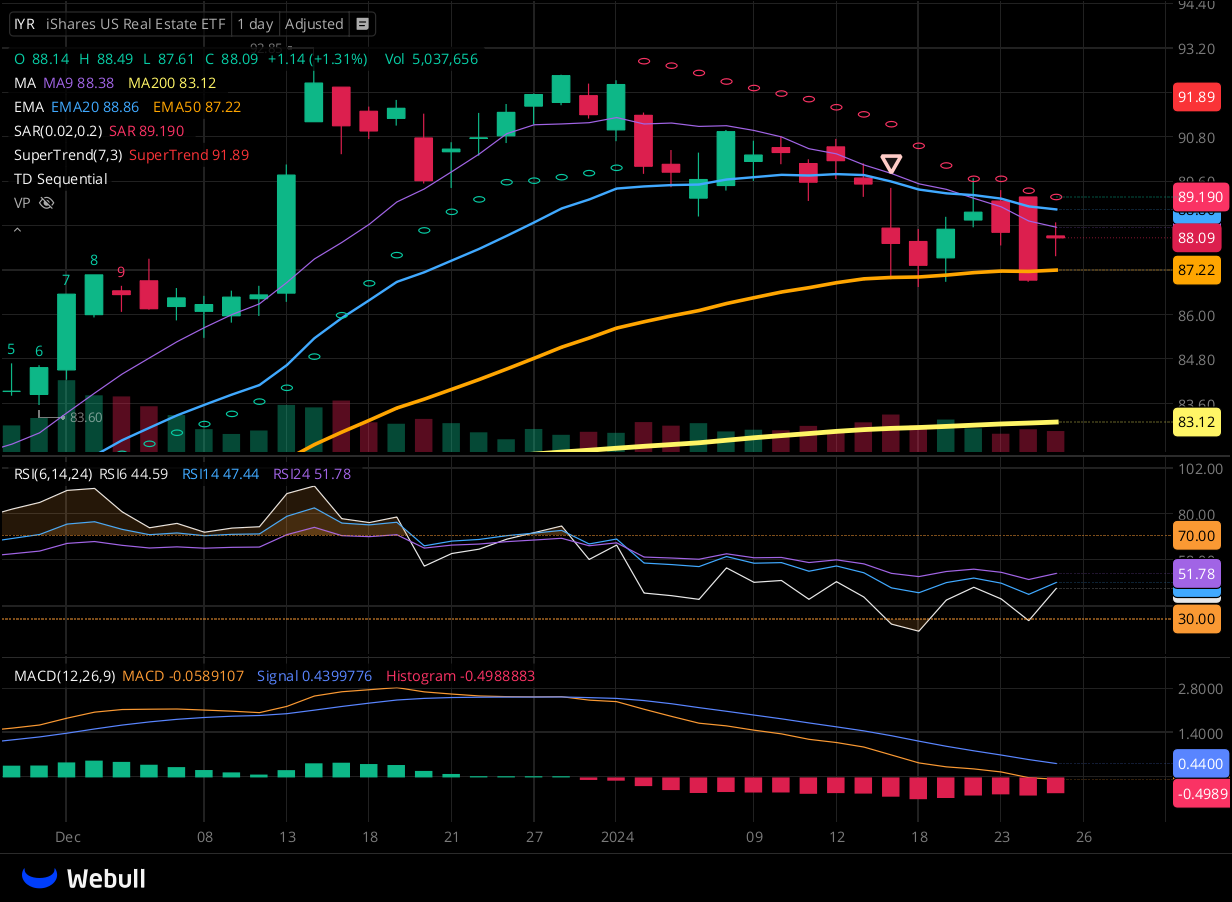 94.40
IYR iShares US Real Estate ETF 1 day Adjusted
93.20
O 88.14 H 88.49 L 87.61 C 88.09 +1.14 (+1.31%) Vol 5,037,656
MA MA9 88.38 MA200 83.12
91.89
EMA EMA20 88.86 EMA50 87.22
SAR(0.02,0.2) SAR 89.190
90.80
SuperTrend(7,3) SuperTrend 91.89
TD Sequential
VP
89.190
88.09
8
7 9
87.22
86.00
5 6
84.80
83.60
83.60
83.12
RSI(6,14,24) RSI6 44.59 RSI14 47.44 RSI24 51.78
102.00
80.00
70.00
51.78
30.00
MACD(12,26,9) MACD -0.0589107 Signal 0.4399776 Histogram -0.4988883
2.8000
1.4000
0.4400
-0.4989
Dec 08 13 18 21 27 2024 09 12 18 23 26
Webull